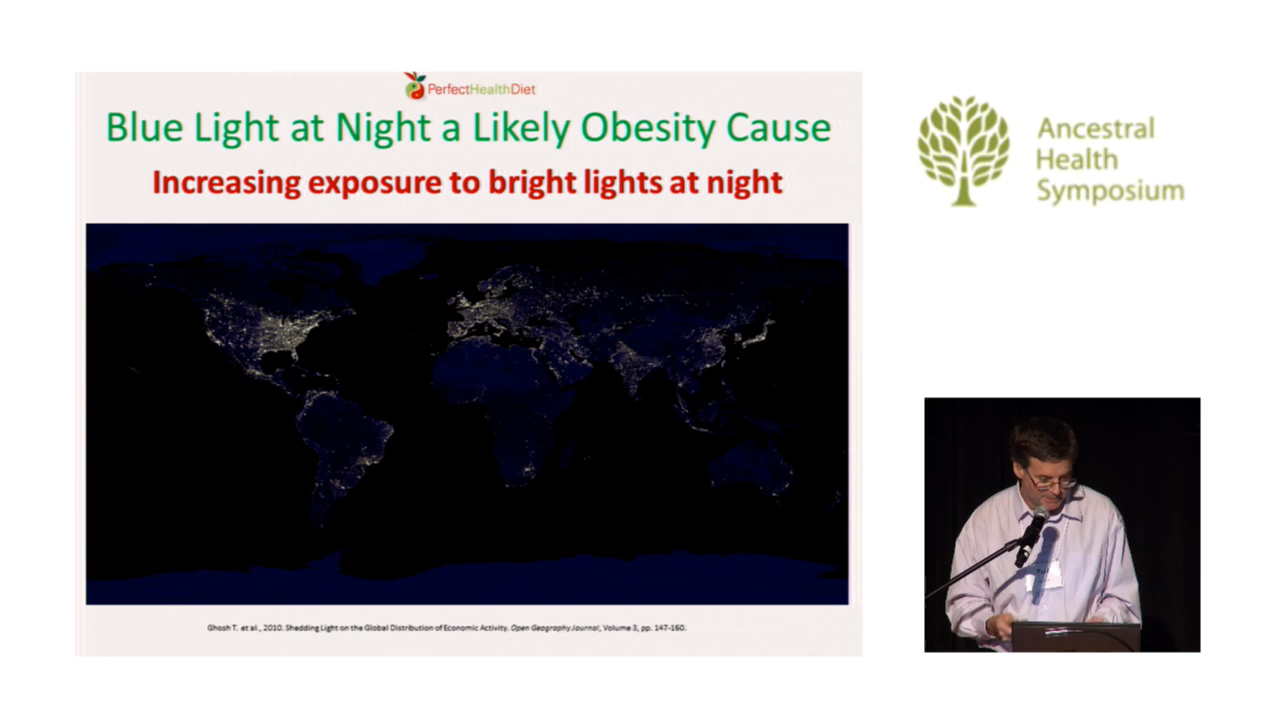 PerfectHealthDiet
Blue Light at Night a Likely Obesity Cause
Increasing exposure to bright lights at night
Ghosh T. et al., 2010. Shedding Light on the Global Distribution of Economic Activity. Open Geography Journal, Volume 3, pp. 147-160.
Ancestral
Health
Symposium